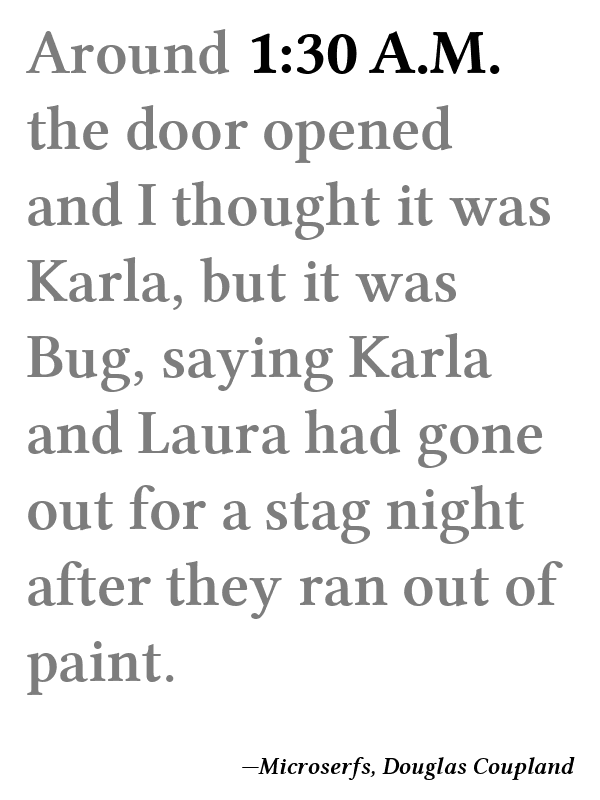 Around 1:30 A.M.
the door opened
and I thought it was
Karla, but it was
Bug, saying Karla
and Laura had gone
out for a stag night
after they ran out of
paint.
—Microserfs, Douglas Coupland